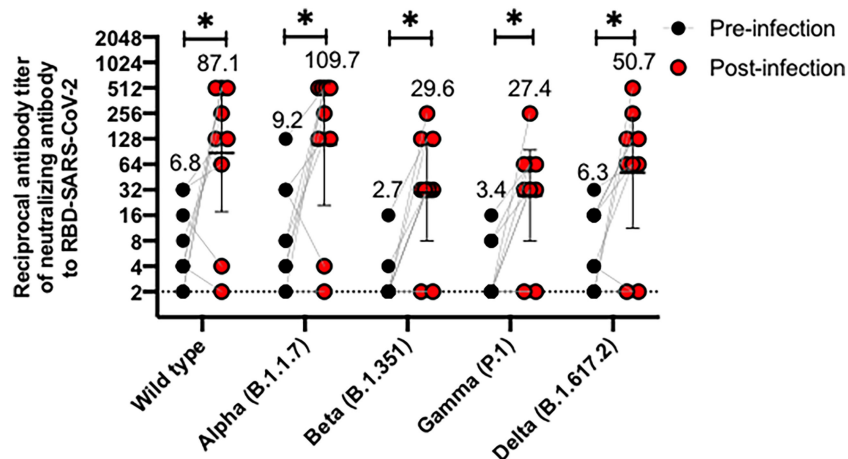 Reciprocal antibody titer
of neutralizing antibody
to RBD-SARS-CoV-2
2048
1024
512
256
128
64
32
16
8
4
2
*
*
*
*
*
6.8
87.1
9.2
109.7
2.7
29.6
3.4
27.4
6.3
50.7
Wild type
Alpha (B.1.1.7)
Beta (B.1.351)
Gamma (P.1)
Delta (B.1.617.2)
Pre-infection
Post-infection